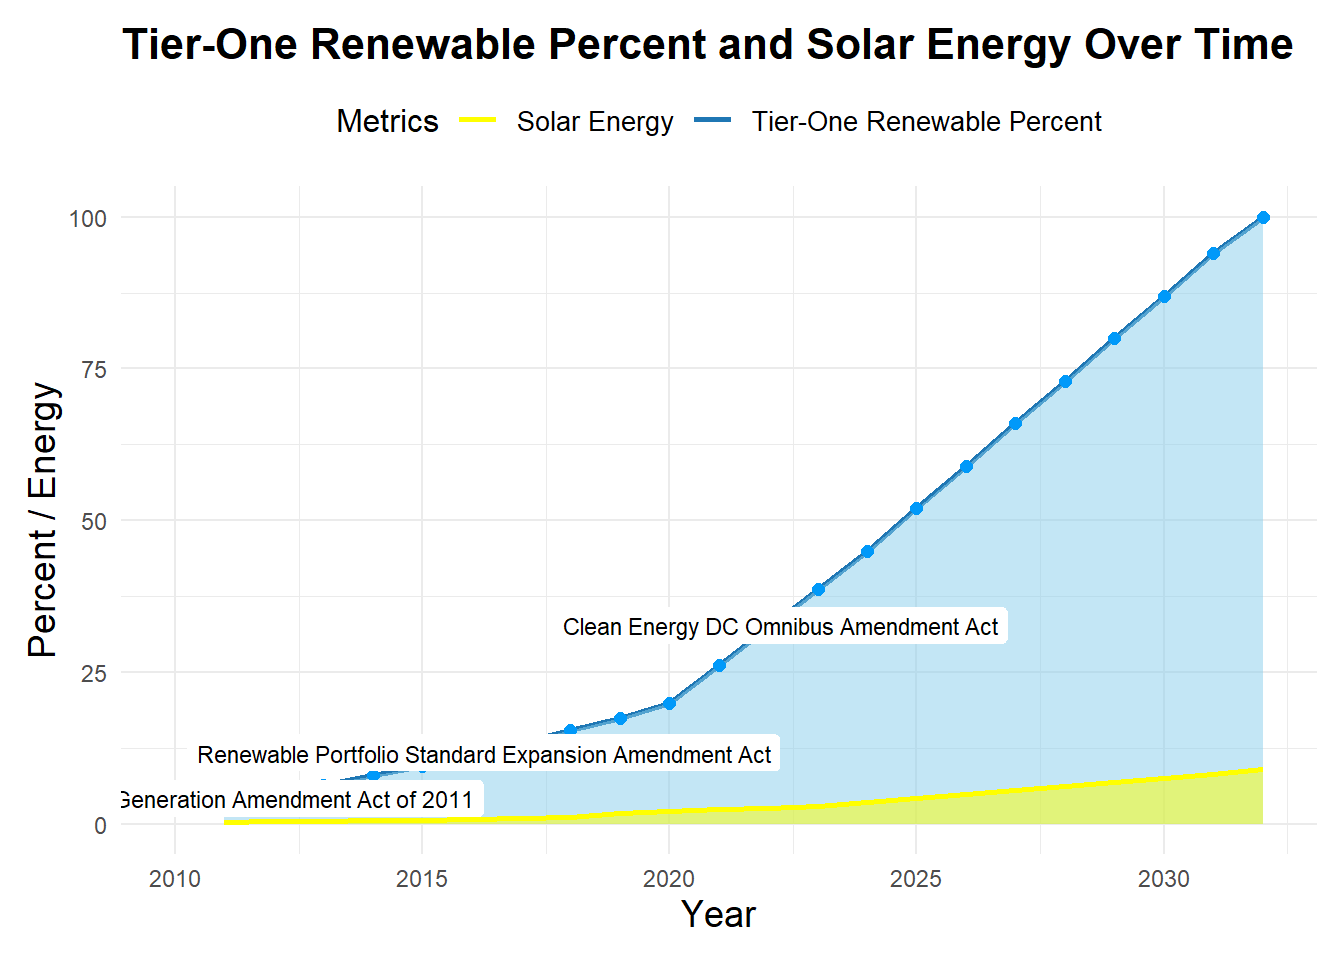 Tier-One Renewable Percent and Solar Energy Over Time
Metrics Solar Energy Tier-One Renewable Percent
Percent / Energy
100
75
50
25
0
Clean Energy DC Omnibus Amendment Act
Renewable Portfolio Standard Expansion Amendment Act
Generation Amendment Act of 2011
2010 2015 2020 2025 2030
Year